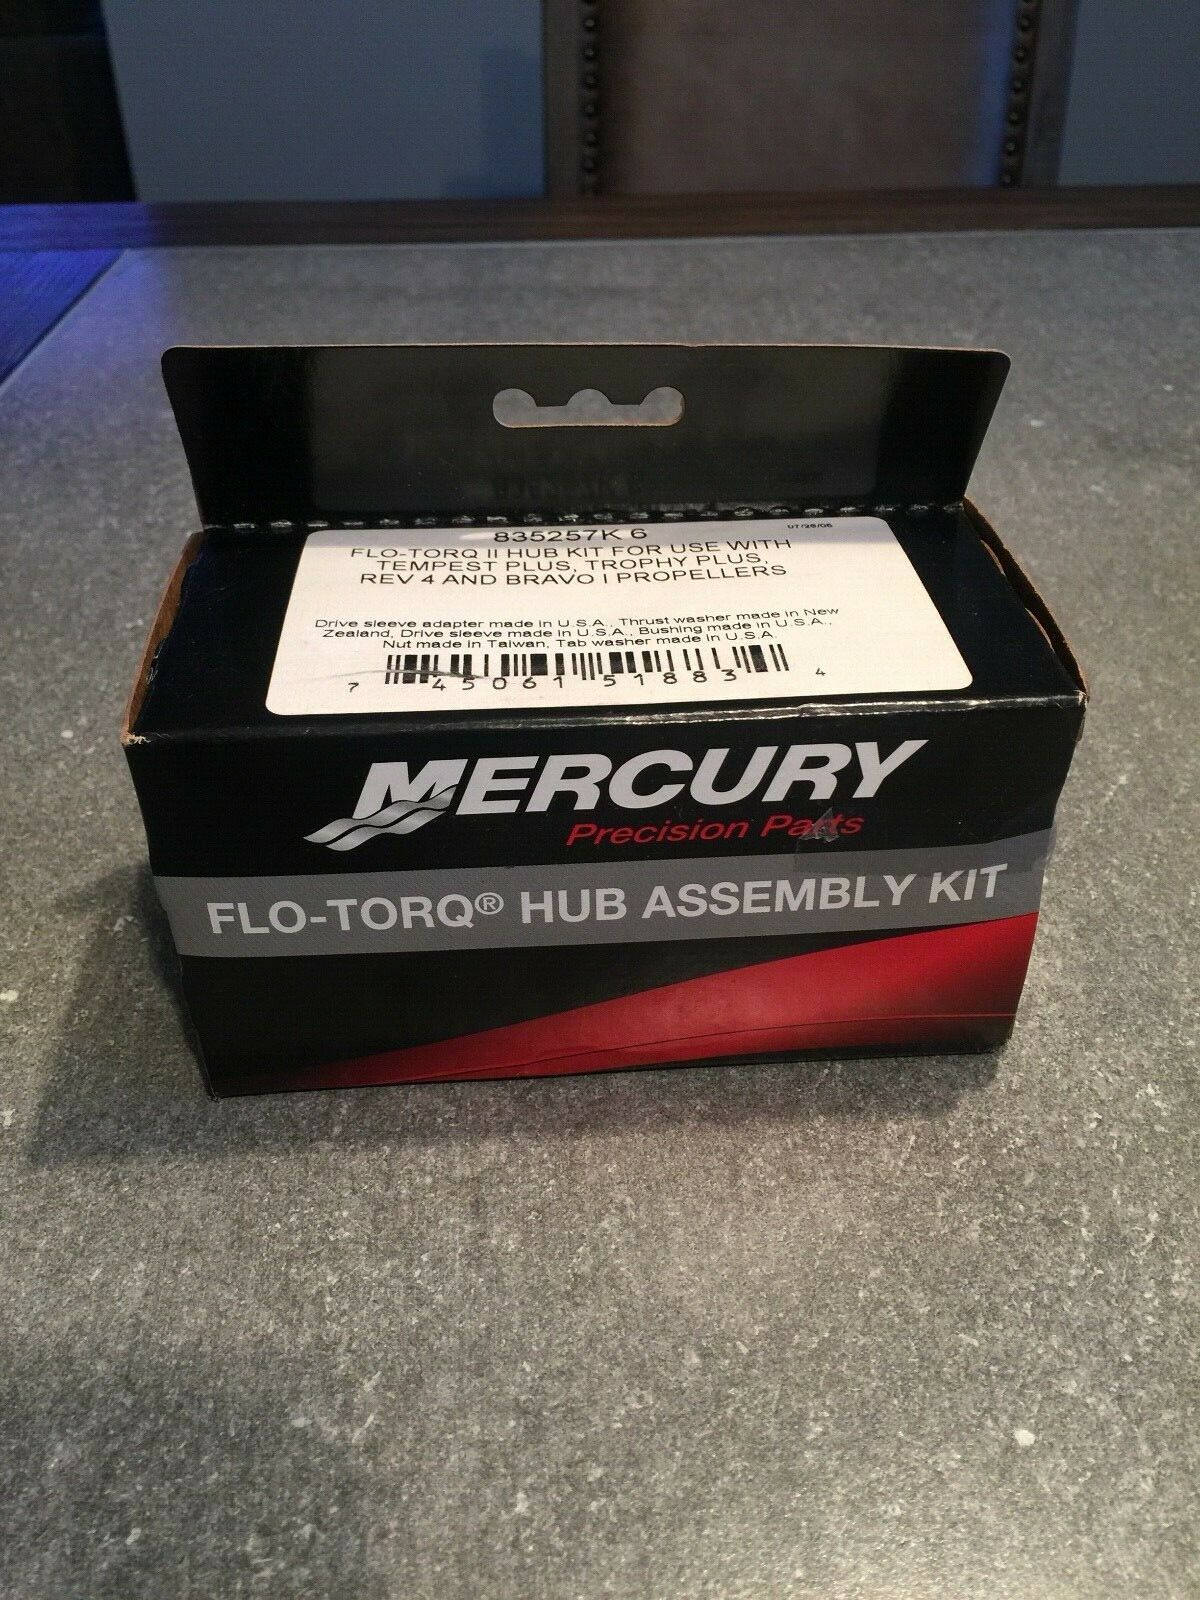 835257K 6
07/26/06
FLO-TORQ II HUB KIT FOR USE WITH
TEMPEST PLUS, TROPHY PLUS,
REV 4 AND BRAVO I PROPELLERS
Drive sleeve adapter made in U.S.A., Thrust washer made in New
Zealand, Drive sleeve made in U.S.A., Bushing made in U.S.A.,
Nut made in Taiwan, Tab washer made in U.S.A.
7 45061 51883 4
MERCURY
Precision Parts
FLO-TORQ® HUB ASSEMBLY KIT